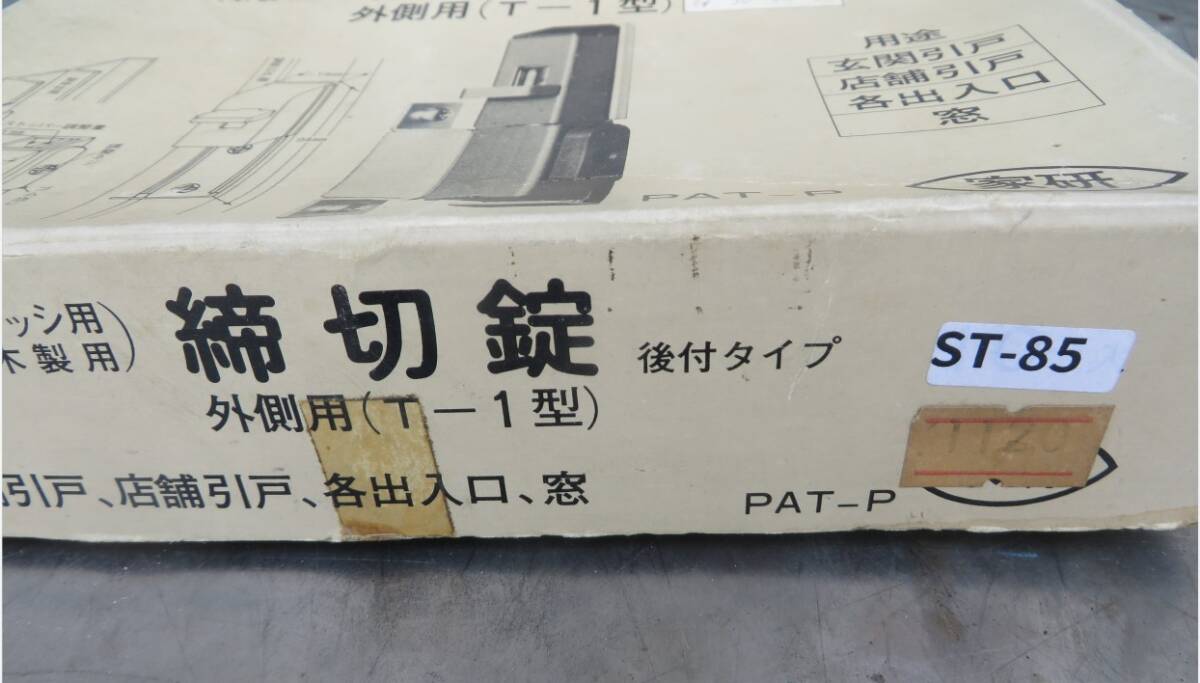 外側用(T-1型)
用途
玄関引戸
店舗引戸
各出入口
窓
PAT-P
家研
ッシ用)
木製用)
締切錠
後付タイプ
ST-85
外側用(T-1型)
1120
引戸、店舗引戸、各出入口、窓
PAT-P